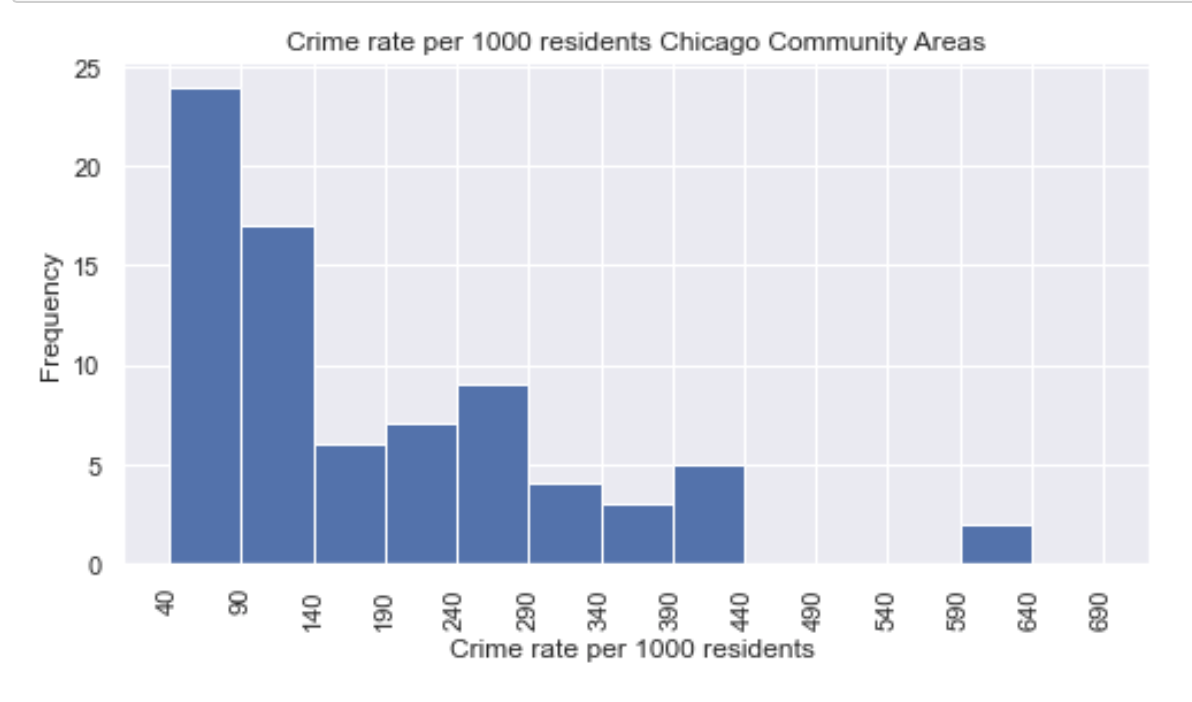 Crime rate per 1000 residents Chicago Community Areas
25
20
15
10
5
0
Frequency
40 90 140 190 240 290 340 390 440 490 540 590 640 690
Crime rate per 1000 residents